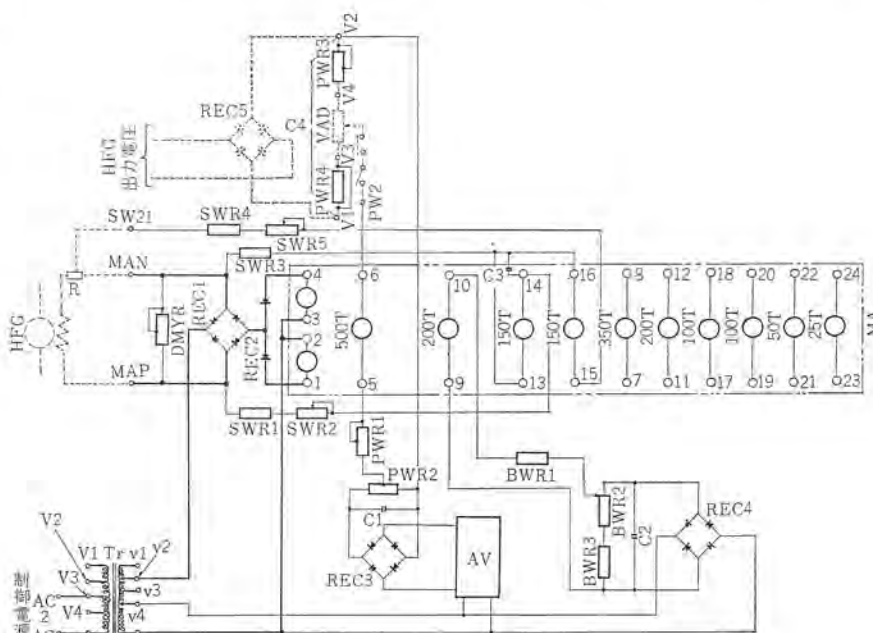 V2
PWR3
V4
REC5
C4
VAD
HFG
出力電圧
V3
PWR4
V1
PW2
SW21
SWR4
SWR5
MAN
SWR3
C3
R
4
6
10
14
16
8
12
18
20
22
24
HFG
DMYR
REC1
REC2
3
2
500T
200T
150T
150T
350T
200T
100T
100T
50T
25T
MA
MAP
1
5
9
13
15
7
11
17
19
21
23
SWR1
SWR2
PWR1
PWR2
BWR1
BWR2
REC4
C1
C2
V2
REC3
AV
BWR3
V1
Tr
v1
v2
V3
v3
AC
2
V4
v4
AC